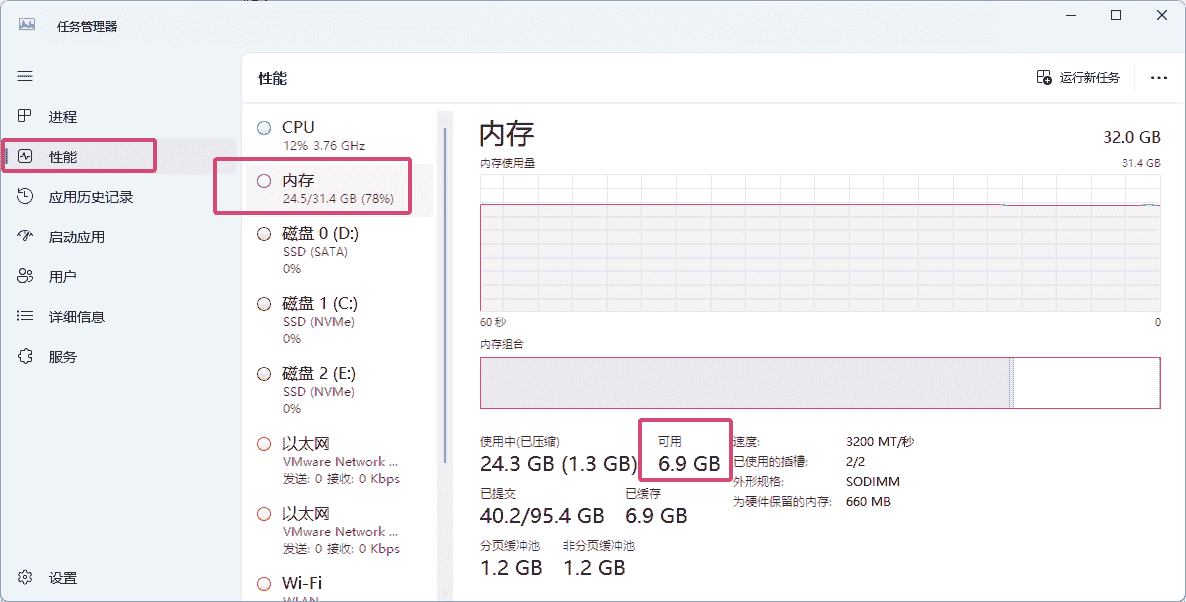 任务管理器
进程
性能
应用历史记录
启动应用
用户
详细信息
服务
设置
性能
运行新任务
CPU
12% 3.76 GHz
内存
24.5/31.4 GB (78%)
磁盘 0 (D:)
SSD (SATA)
0%
磁盘 1 (C:)
SSD (NVMe)
0%
磁盘 2 (E:)
SSD (NVMe)
0%
以太网
VMware Network ...
发送: 0 接收: 0 Kbps
以太网
VMware Network ...
发送: 0 接收: 0 Kbps
Wi-Fi
WLAN
内存
32.0 GB
内存使用量
31.4 GB
60 秒
0
内存组合
使用中(已压缩)
24.3 GB (1.3 GB)
可用
6.9 GB
已提交
40.2/95.4 GB
已缓存
6.9 GB
分页缓冲池
1.2 GB
非分页缓冲池
1.2 GB
速度: 3200 MT/秒
已使用的插槽: 2/2
外形规格: SODIMM
为硬件保留的内存: 660 MB